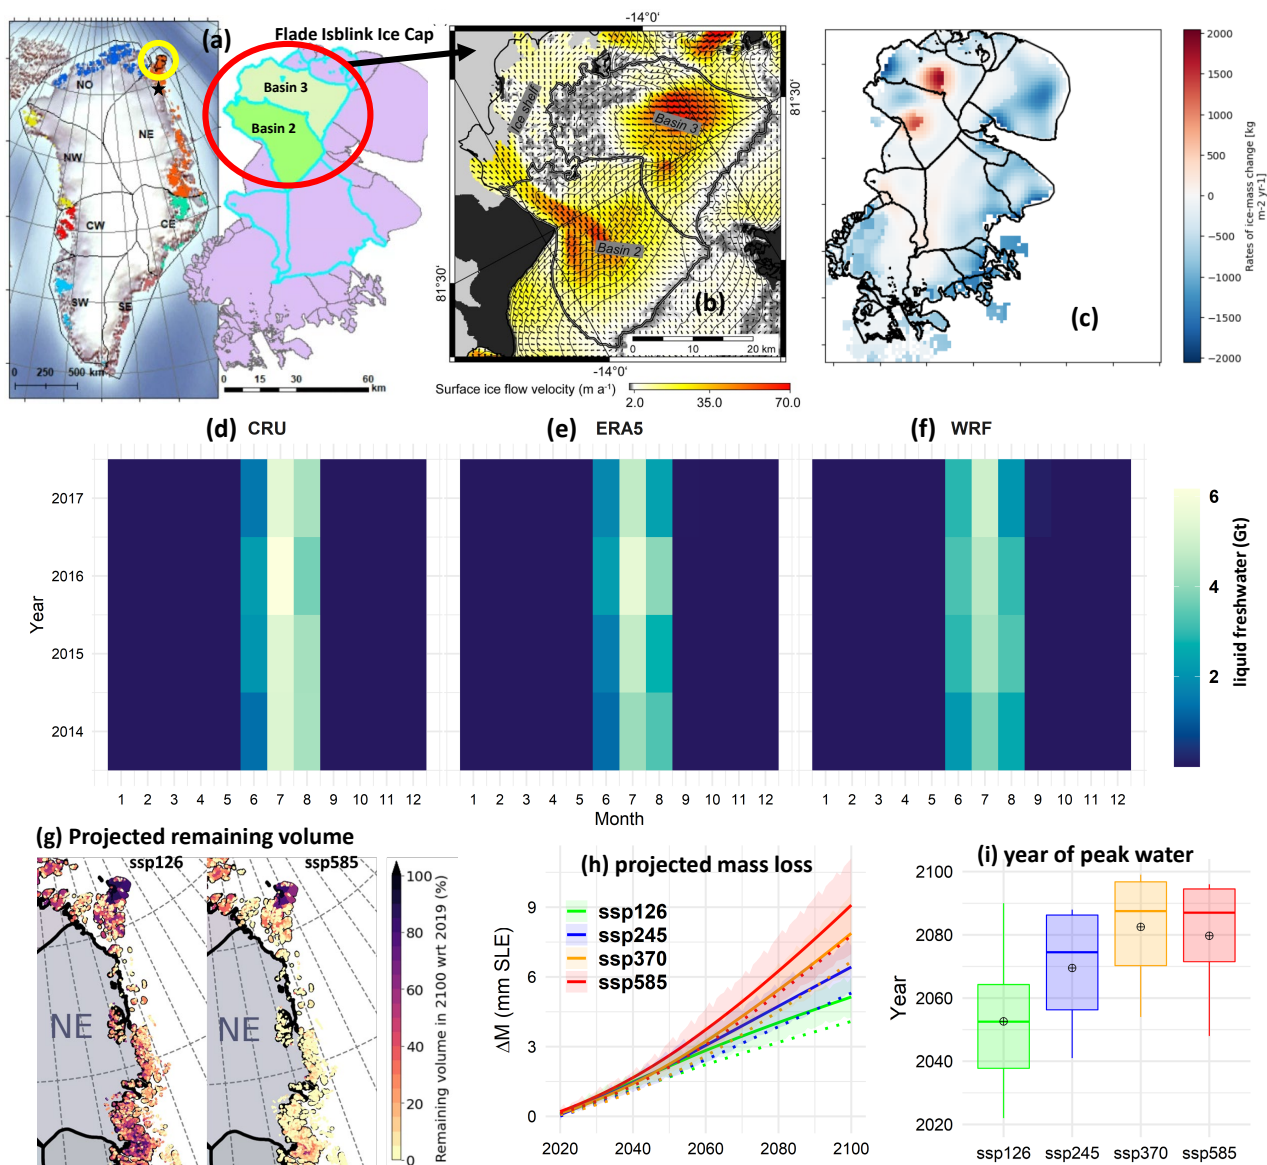 (a)
Flade Isblink Ice Cap
NO
NE
NW
CW
CE
SW
SE
0 250 500 km
Basin 3
Basin 2
0 15 30 60
km
-14°0'
81°30'
Ice shelf
Basin 3
Basin 2
(b)
0 10 20 km
81°30'
-14°0'
Surface ice flow velocity (m a⁻¹)
2.0 35.0 70.0
(c)
2000
1500
1000
500
0
−500
−1000
−1500
−2000
Rates of ice-mass change [kg
m-2 yr-1]
(d) CRU
(e) ERA5
(f) WRF
Year
2017
2016
2015
2014
1 2 3 4 5 6 7 8 9 10 11 12
1 2 3 4 5 6 7 8 9 10 11 12
1 2 3 4 5 6 7 8 9 10 11 12
Month
6
4
2
liquid freshwater (Gt)
(g) Projected remaining volume
ssp126
ssp585
NE
NE
100
80
60
40
20
0
Remaining volume in 2100 wrt 2019 (%)
(h) projected mass loss
ssp126
ssp245
ssp370
ssp585
ΔM (mm SLE)
9
6
3
0
2020 2040 2060 2080 2100
(i) year of peak water
Year
2100
2080
2060
2040
2020
ssp126 ssp245 ssp370 ssp585